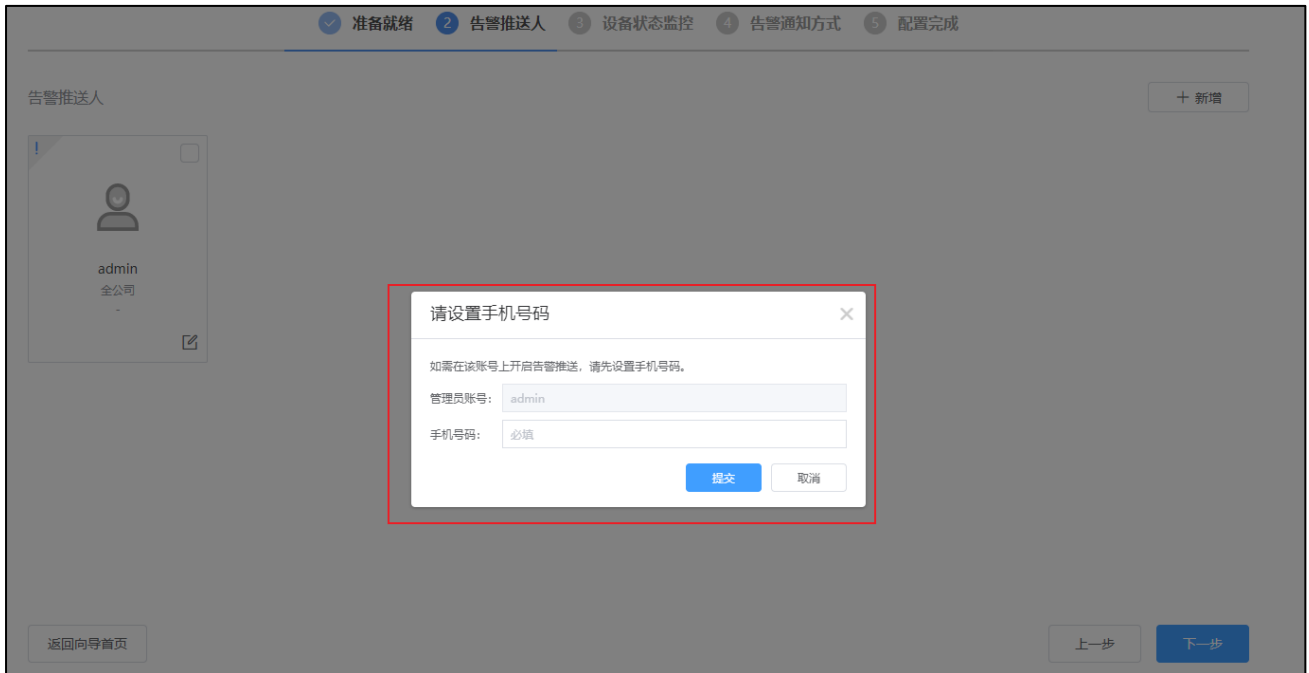 准备就绪 2 告警推送人 3 设备状态监控 4 告警通知方式 5 配置完成
告警推送人
+ 新增
!
admin
全公司
-
请设置手机号码
如需在该账号上开启告警推送，请先设置手机号码。
管理员账号： admin
手机号码： 必填
提交 取消
返回向导首页 上一步 下一步